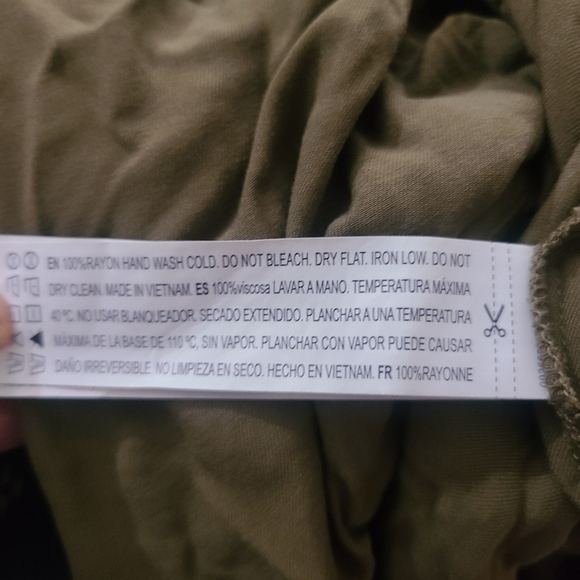 EN 100%RAYON HAND WASH COLD. DO NOT BLEACH. DRY FLAT. IRON LOW. DO NOT
DRY CLEAN. MADE IN VIETNAM. ES 100%viscosa LAVAR A MANO. TEMPERATURA MÁXIMA
40 ºC. NO USAR BLANQUEADOR. SECADO EXTENDIDO. PLANCHAR A UNA TEMPERATURA
MÁXIMA DE LA BASE DE 110 ºC, SIN VAPOR. PLANCHAR CON VAPOR PUEDE CAUSAR
DAÑO IRREVERSIBLE. NO LIMPIEZA EN SECO. HECHO EN VIETNAM. FR 100%RAYONNE